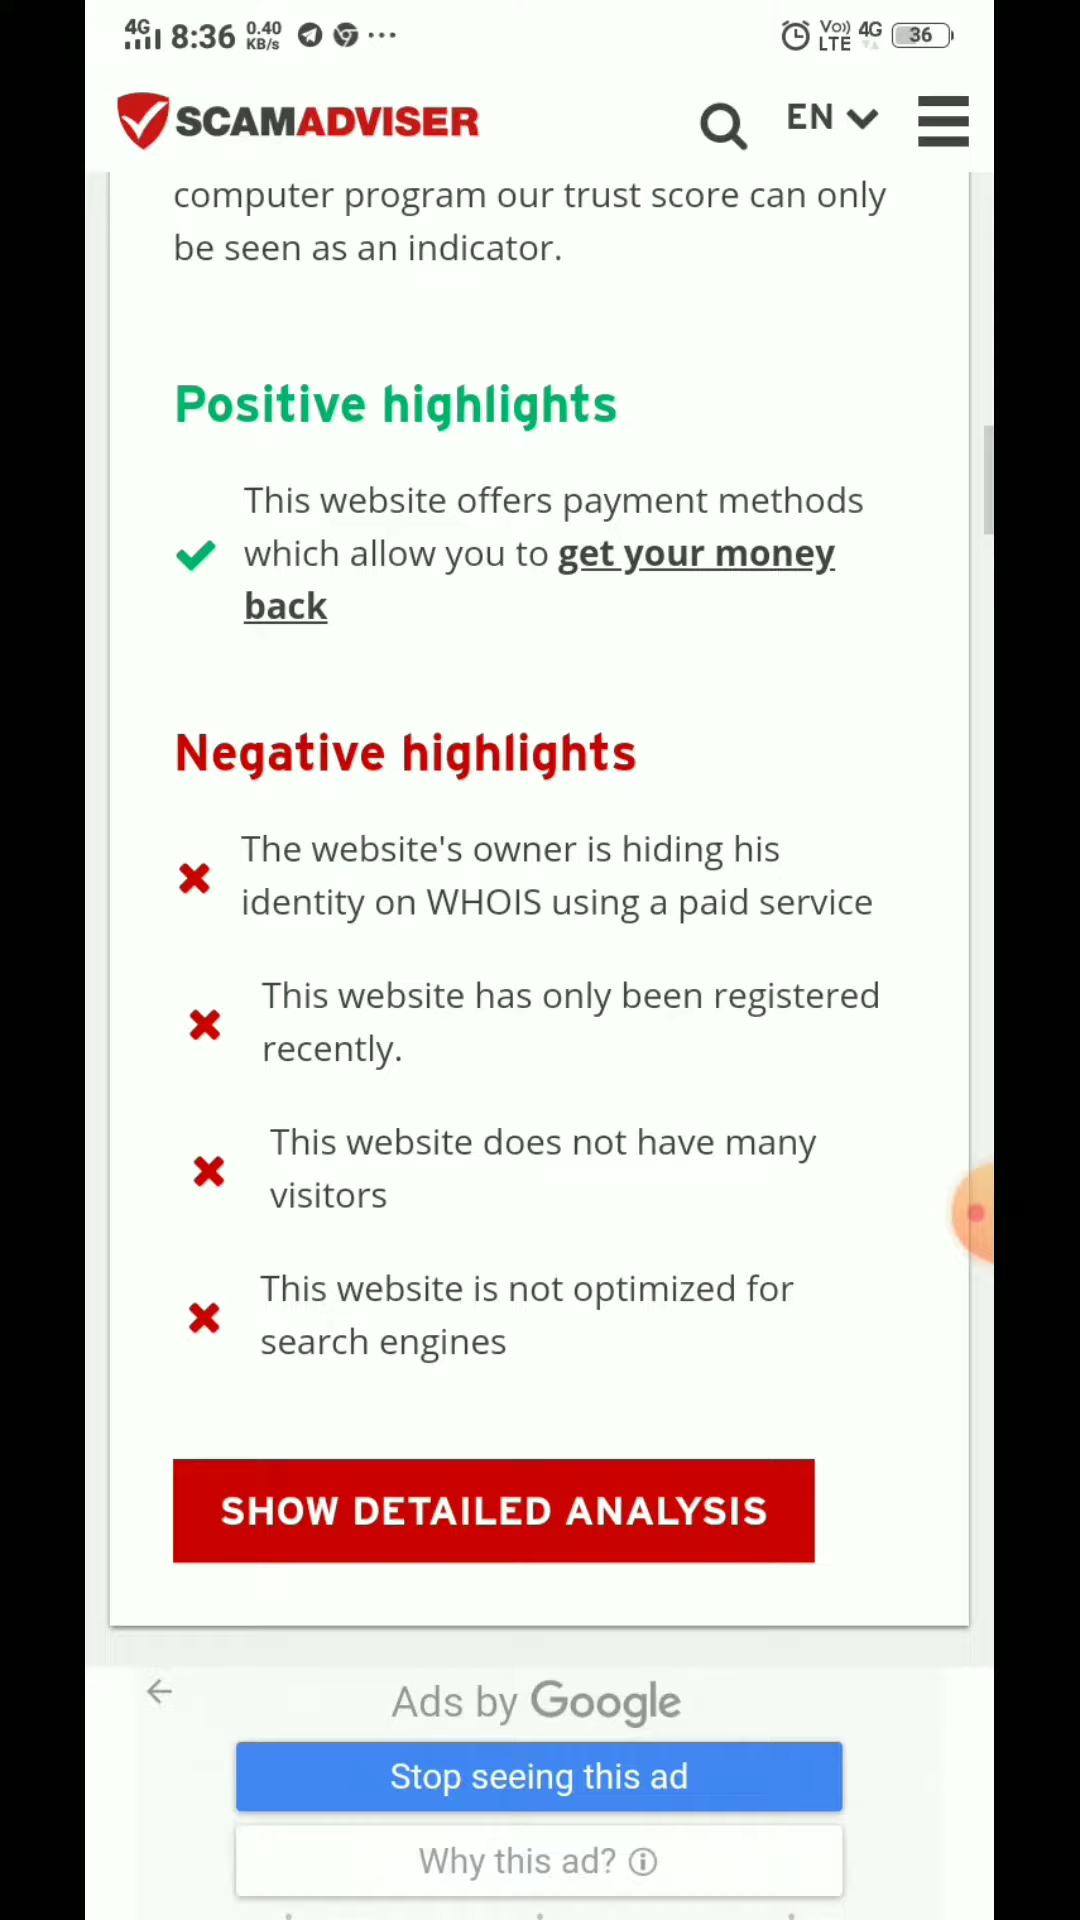 4G 8:36 0.40 KB/s ... Vo)) LTE 4G 36
SCAMADVISER EN
computer program our trust score can only
be seen as an indicator.
Positive highlights
This website offers payment methods
which allow you to get your money
back
Negative highlights
The website's owner is hiding his
identity on WHOIS using a paid service
This website has only been registered
recently.
This website does not have many
visitors
This website is not optimized for
search engines
SHOW DETAILED ANALYSIS
Ads by Google
Stop seeing this ad
Why this ad?